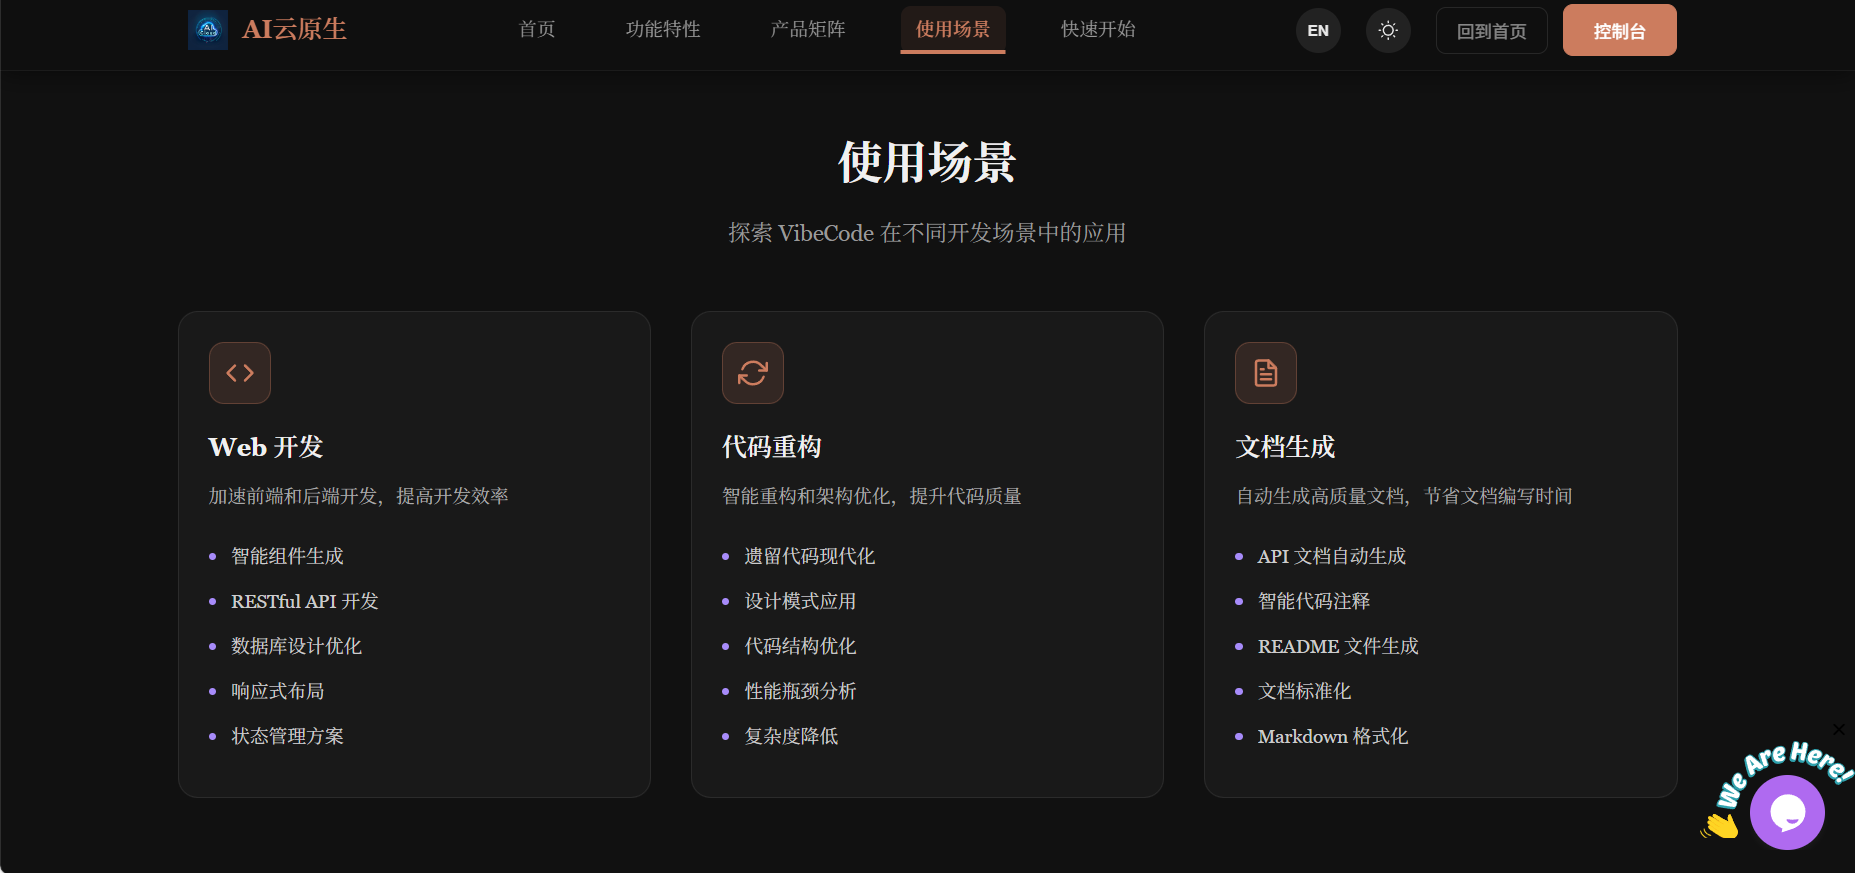 AI云原生
首页
功能特性
产品矩阵
使用场景
快速开始
EN
回到首页
控制台
使用场景
探索 VibeCode 在不同开发场景中的应用
Web 开发
加速前端和后端开发，提高开发效率
智能组件生成
RESTful API 开发
数据库设计优化
响应式布局
状态管理方案
代码重构
智能重构和架构优化，提升代码质量
遗留代码现代化
设计模式应用
代码结构优化
性能瓶颈分析
复杂度降低
文档生成
自动生成高质量文档，节省文档编写时间
API 文档自动生成
智能代码注释
README 文件生成
文档标准化
Markdown 格式化
We Are Here!